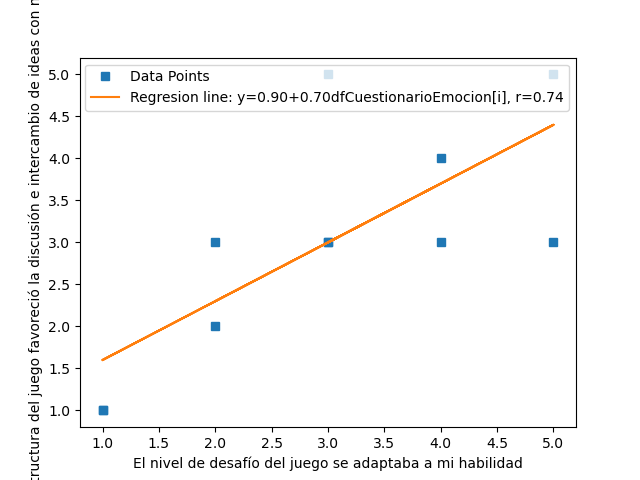 Data Points
Regresion line: y=0.90+0.70dfCuestionarioEmocion[i], r=0.74
5.0
4.5
4.0
3.5
3.0
2.5
2.0
1.5
1.0
1.0 1.5 2.0 2.5 3.0 3.5 4.0 4.5 5.0
El nivel de desafío del juego se adaptaba a mi habilidad
del juego favoreció la discusión e intercambio de ideas con